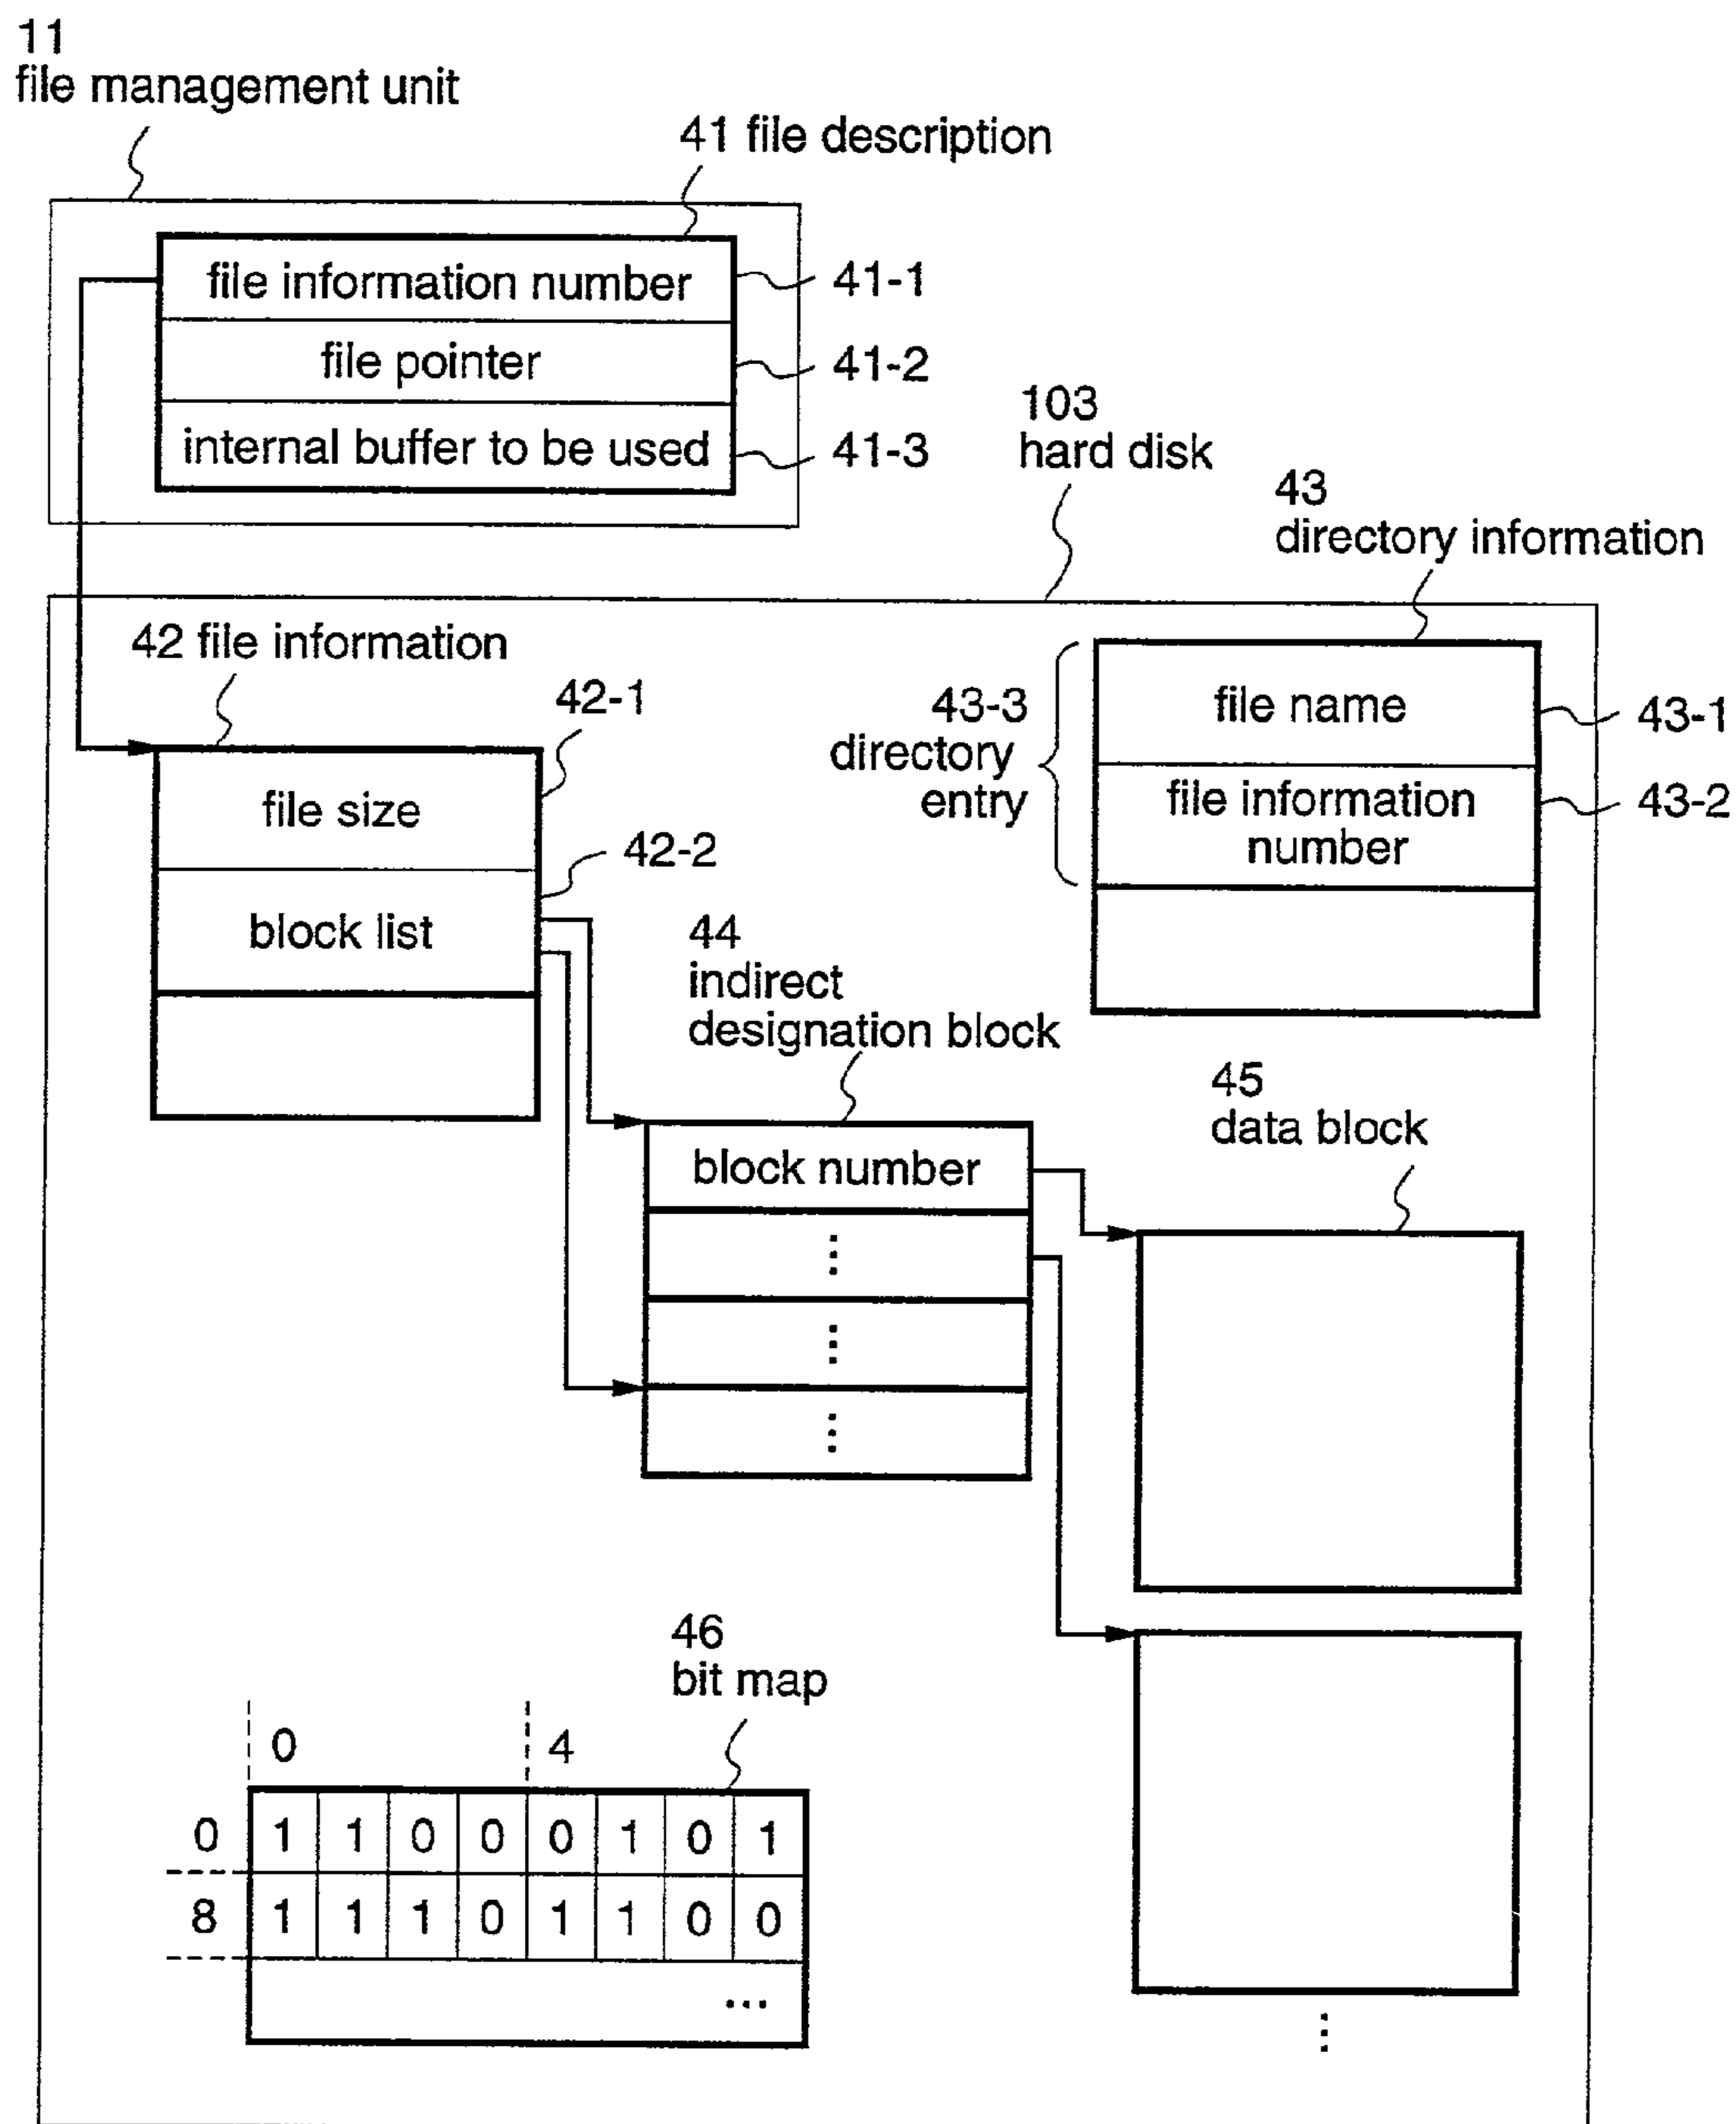 11
file management unit
41 file description
file information number
41-1
file pointer
41-2
internal buffer to be used
41-3
103
hard disk
43
directory information
42 file information
42-1
file size
42-2
block list
43-3
directory
entry
file name
43-1
file information
number
43-2
44
indirect
designation block
block number
⋮
⋮
⋮
45
data block
⋮
46
bit map
0 4
0 1 1 0 0 0 1 0 1
8 1 1 1 0 1 1 0 0
...